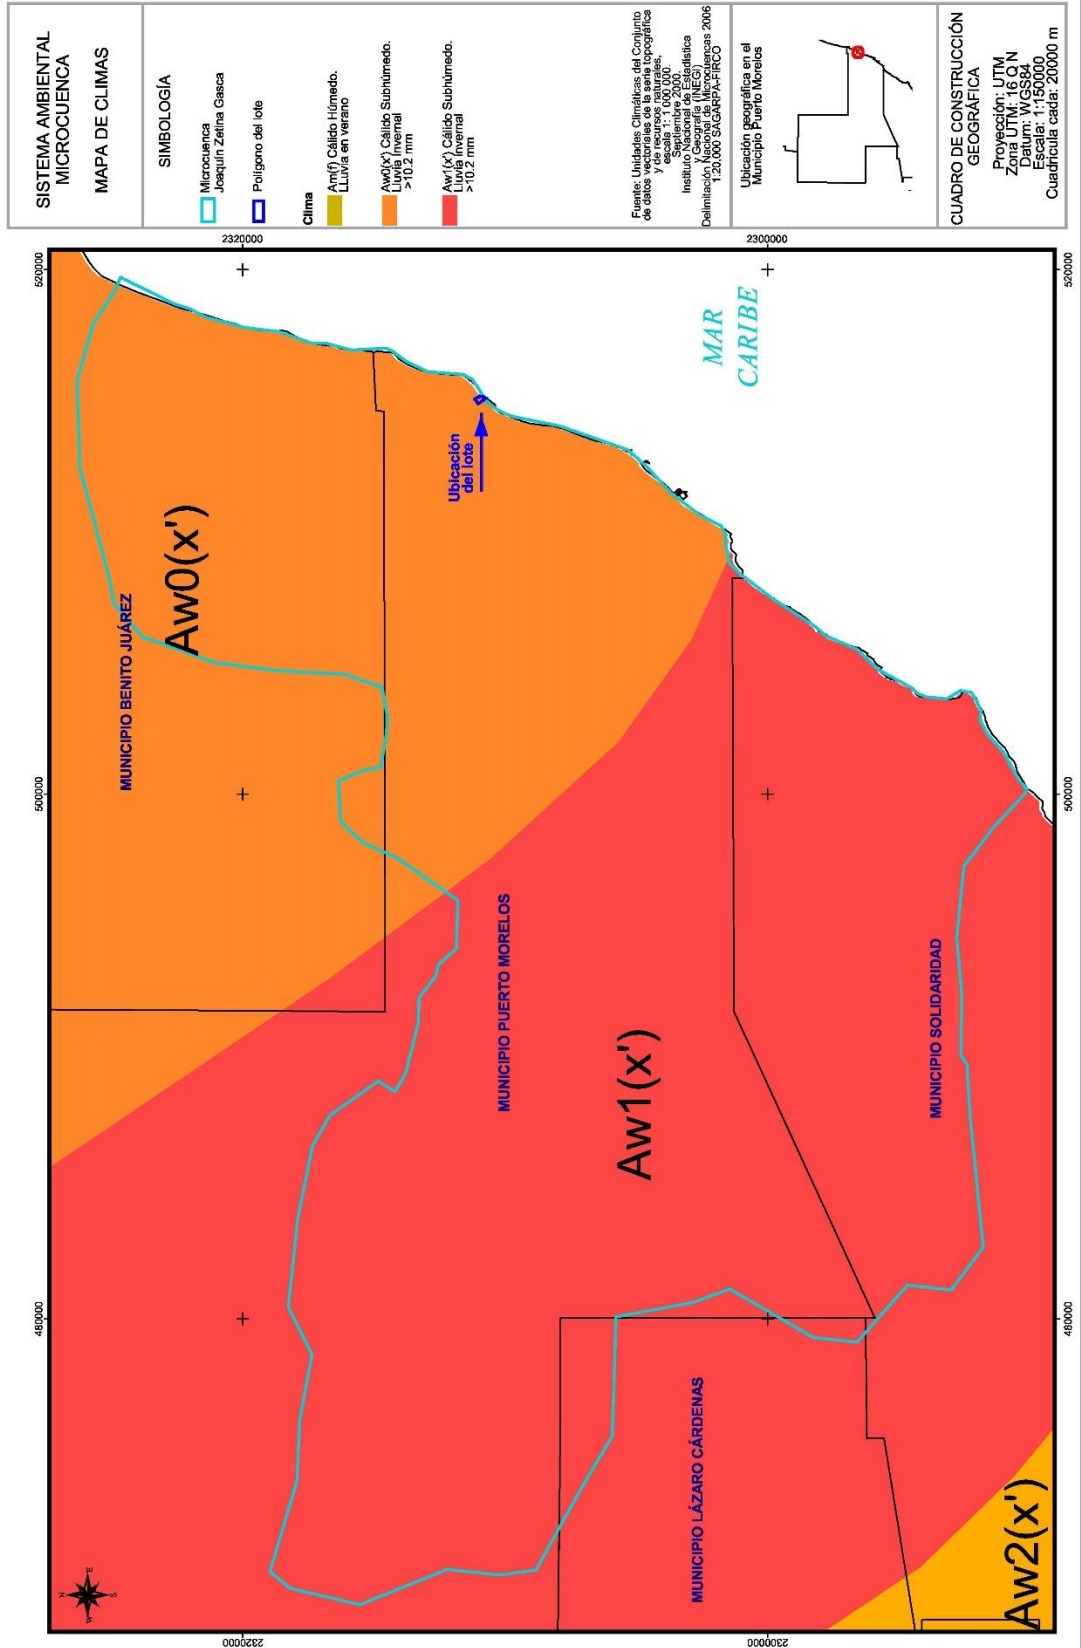 SISTEMA AMBIENTAL
MICROCUENCA
MAPA DE CLIMAS
SIMBOLOGÍA
Microcuenca
Joaquín Zetina Gasca
Polígono del lote
Clima
Am(f) Cálido Húmedo.
LLuvia en verano
Aw0(x') Cálido Subhúmedo.
Lluvia Invernal
>10.2 mm
Aw1(x') Cálido Subhúmedo.
Lluvia Invernal
>10.2 mm
Fuente: Unidades Climáticas del Conjunto
de datos vectoriales de la serie topográfica
y de recursos naturales,
escala 1: 1 000 000.
Septiembre 2000.
Instituto Nacional de Estadística
y Geografía (INEGI)
Delimitación Nacional de Microcuencas 2006
1:20,000 SAGARPA-FIRCO
Ubicación geográfica en el
Municipio Puerto Morelos
CUADRO DE CONSTRUCCIÓN
GEOGRÁFICA
Proyección: UTM
Zona UTM: 16 Q N
Datum: WGS84
Escala: 1:150000
Cuadrícula cada: 20000 m
480000
500000
520000
2320000
2300000
2320000
2300000
480000
500000
520000
N
W
E
S
MUNICIPIO BENITO JUÁREZ
Aw0(x')
Ubicación
del lote
MAR
CARIBE
MUNICIPIO PUERTO MORELOS
Aw1(x')
MUNICIPIO SOLIDARIDAD
MUNICIPIO LÁZARO CÁRDENAS
Aw2(x')